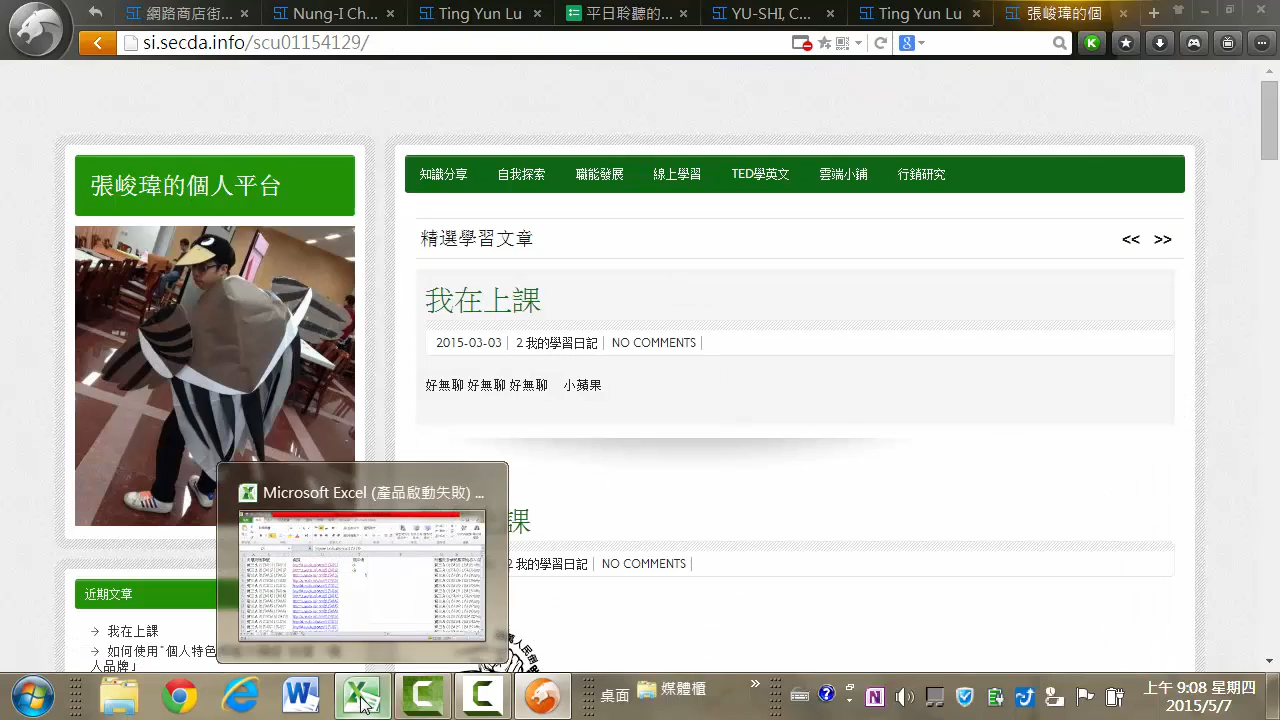 網路商店街...
Nung-I Ch...
Ting Yun Lu
平日聆聽的...
YU-SHI, C...
Ting Yun Lu
張峻瑋的個
si.secda.info/scu01154129/
張峻瑋的個人平台
知識分享 自我探索 職能發展 線上學習 TED學英文 雲端小鋪 行銷研究
精選學習文章
<< >>
我在上課
2015-03-03 | 2.我的學習日記 | NO COMMENTS |
好無聊 好無聊 好無聊 小蘋果
課
2.我的學習日記 | NO COMMENTS |
近期文章
我在上課
如何使用"個人特色
人品牌」
Microsoft Excel (產品啟動失敗) ...
桌面
媒體櫃
上午 9:08 星期四
2015/5/7